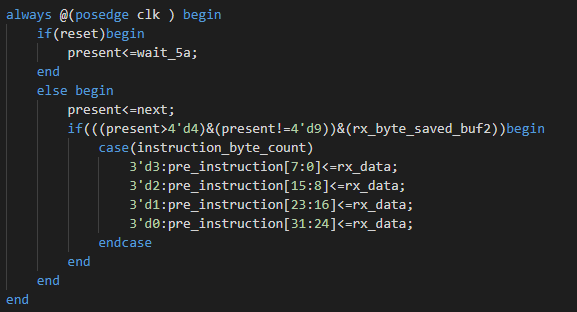 always @(posedge clk ) begin
    if(reset)begin
        present<=wait_5a;
    end
    else begin
        present<=next;
        if(((present>4'd4)&(present!=4'd9))&(rx_byte_saved_buf2))begin
            case(instruction_byte_count)
                3'd3:pre_instruction[7:0]<=rx_data;
                3'd2:pre_instruction[15:8]<=rx_data;
                3'd1:pre_instruction[23:16]<=rx_data;
                3'd0:pre_instruction[31:24]<=rx_data;
            endcase
        end
    end
end